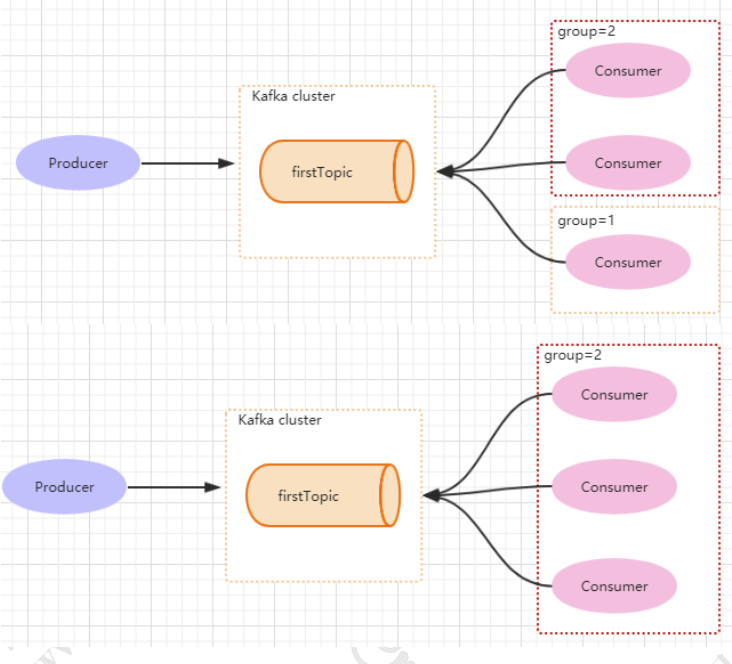 group=2
Consumer
Kafka cluster
Producer
firstTopic
Consumer
group=1
Consumer
group=2
Consumer
Kafka cluster
Producer
firstTopic
Consumer
Consumer